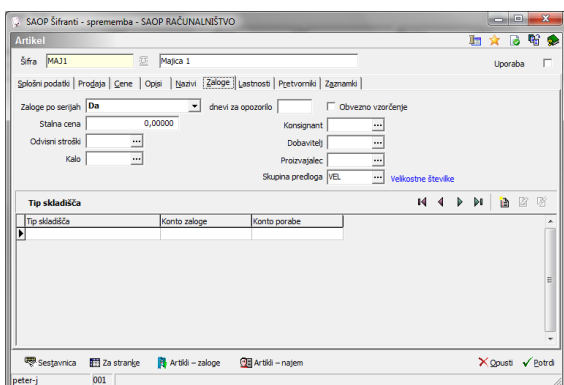 SAOP Šifranti - sprememba - SAOP RAČUNALNIŠTVO
Artikel
Šifra MAJ1 Majica 1 Uporaba
Splošni podatki Prodaja Cene Opisi Nazivi Zaloge Lastnosti Pretvorniki Zaznamki
Zaloge po serijah Da dnevi za opozorilo Obvezno vzorčenje
Stalna cena 0,00000 Konsignant ...
Odvisni stroški ... Dobavitelj ...
Kalo ... Proizvajalec ...
Skupina predloga VEL ... Velikostne številke
Tip skladišča
Tip skladišča Konto zaloge Konto porabe
Sestavnica Za stranke Artikli – zaloge Artikli – najem Opusti Potrdi
peter-j 001